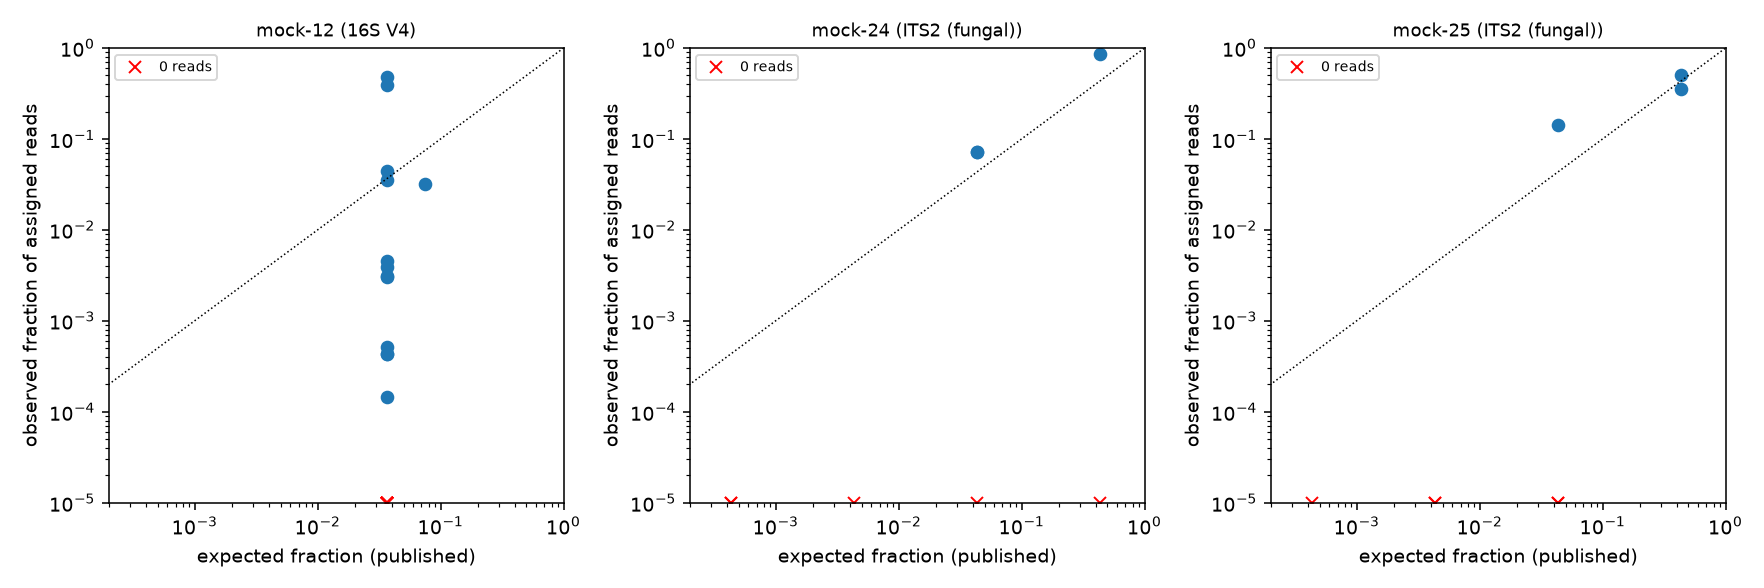 mock-12 (16S V4)
0 reads
10^0
10^-1
10^-2
10^-3
10^-4
10^-5
observed fraction of assigned reads
10^-3
10^-2
10^-1
10^0
expected fraction (published)
mock-24 (ITS2 (fungal))
0 reads
10^0
10^-1
10^-2
10^-3
10^-4
10^-5
observed fraction of assigned reads
10^-3
10^-2
10^-1
10^0
expected fraction (published)
mock-25 (ITS2 (fungal))
0 reads
10^0
10^-1
10^-2
10^-3
10^-4
10^-5
observed fraction of assigned reads
10^-3
10^-2
10^-1
10^0
expected fraction (published)